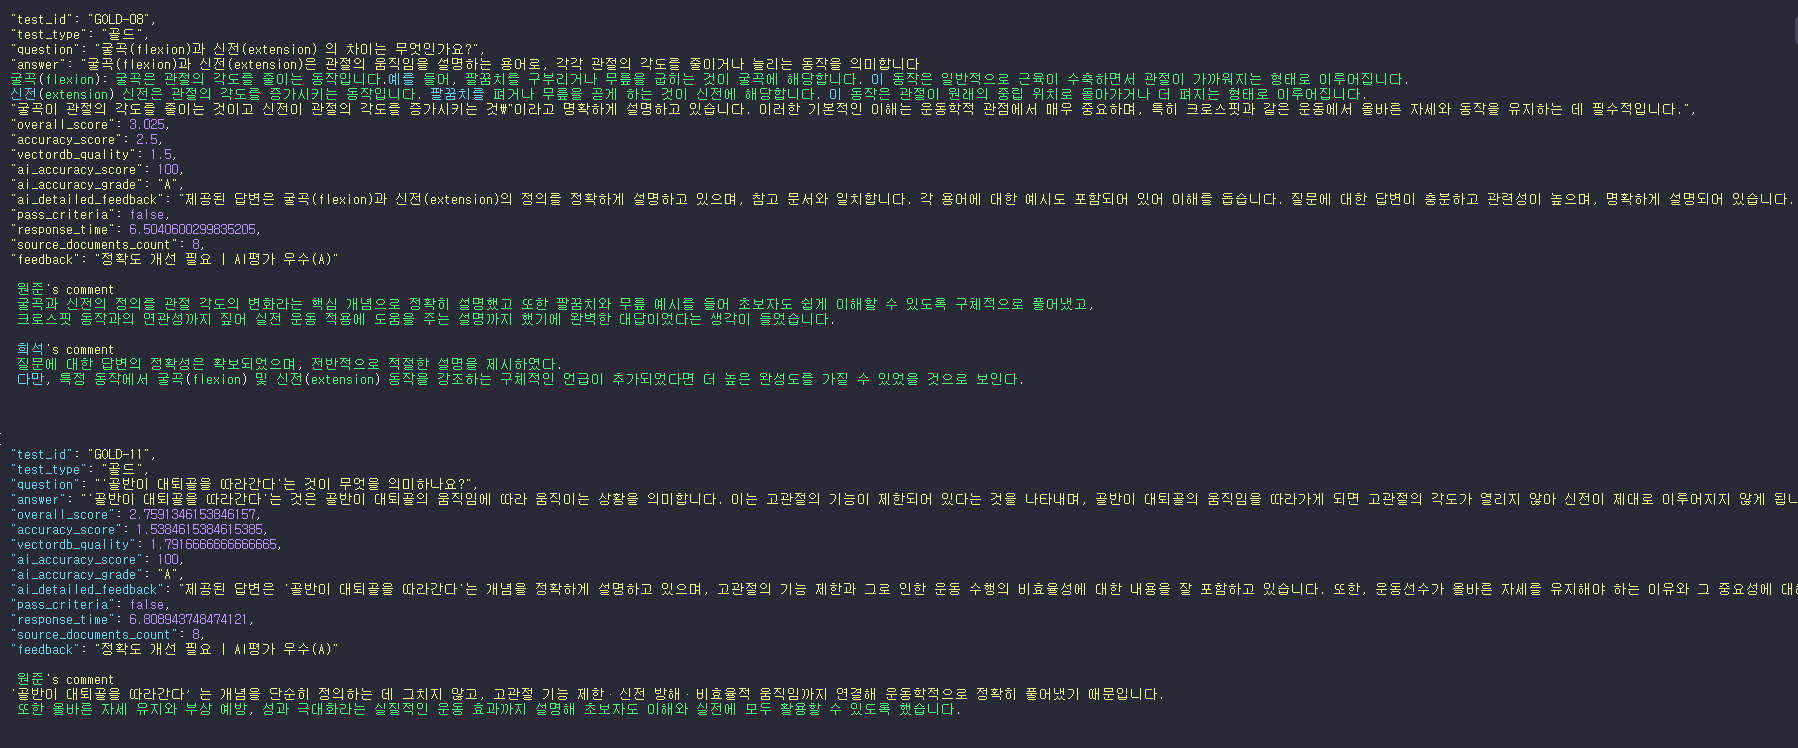 "test_id": "GOLD-08",
"test_type": "골드",
"question": "굴곡(flexion)과 신전(extension) 의 차이는 무엇인가요?",
"answer": "굴곡(flexion)과 신전(extension)은 관절의 움직임을 설명하는 용어로, 각각 관절의 각도를 줄이거나 늘리는 동작을 의미합니다
굴곡(flexion): 굴곡은 관절의 각도를 줄이는 동작입니다.예를 들어, 팔꿈치를 구부리거나 무릎을 굽히는 것이 굴곡에 해당합니다. 이 동작은 일반적으로 근육이 수축하면서 관절이 가까워지는 형태로 이루어집니다.
신전(extension) 신전은 관절의 각도를 증가시키는 동작입니다. 팔꿈치를 펴거나 무릎을 곧게 하는 것이 신전에 해당합니다. 이 동작은 관절이 원래의 중립 위치로 돌아가거나 더 펴지는 형태로 이루어집니다.
"굴곡이 관절의 각도를 줄이는 것이고 신전이 관절의 각도를 증가시키는 것₩"이라고 명확하게 설명하고 있습니다. 이러한 기본적인 이해는 운동학적 관점에서 매우 중요하며, 특히 크로스핏과 같은 운동에서 올바른 자세와 동작을 유지하는 데 필수적입니다.",
"overall_score": 3.025,
"accuracy_score": 2.5,
"vectordb_quality": 1.5,
"ai_accuracy_score": 100,
"ai_accuracy_grade": "A",
"ai_detailed_feedback": "제공된 답변은 굴곡(flexion)과 신전(extension)의 정의를 정확하게 설명하고 있으며, 참고 문서와 일치합니다. 각 용어에 대한 예시도 포함되어 있어 이해를 돕습니다. 질문에 대한 답변이 충분하고 관련성이 높으며, 명확하게 설명되어 있습니다.
"pass_criteria": false,
"response_time": 6.5040600299835205,
"source_documents_count": 8,
"feedback": "정확도 개선 필요 | AI평가 우수(A)"
원준's comment
굴곡과 신전의 정의를 관절 각도의 변화라는 핵심 개념으로 정확히 설명했고 또한 팔꿈치와 무릎 예시를 들어 초보자도 쉽게 이해할 수 있도록 구체적으로 풀어냈고,
크로스핏 동작과의 연관성까지 짚어 실전 운동 적용에 도움을 주는 설명까지 했기에 완벽한 대답이었다는 생각이 들었습니다.
희석's comment
질문에 대한 답변의 정확성은 확보되었으며, 전반적으로 적절한 설명을 제시하였다.
다만, 특정 동작에서 굴곡(flexion) 및 신전(extension) 동작을 강조하는 구체적인 언급이 추가되었다면 더 높은 완성도를 가질 수 있었을 것으로 보인다.
"test_id": "GOLD-11",
"test_type": "골드",
"question": "'골반이 대퇴골을 따라간다'는 것이 무엇을 의미하나요?",
"answer": "'골반이 대퇴골을 따라간다'는 것은 골반이 대퇴골의 움직임에 따라 움직이는 상황을 의미합니다. 이는 고관절의 기능이 제한되어 있다는 것을 나타내며, 골반이 대퇴골의 움직임을 따라가게 되면 고관절의 각도가 열리지 않아 신전이 제대로 이루어지지 않게 됩니
"overall_score": 2.7591346153846157,
"accuracy_score": 1.5384615384615385,
"vectordb_quality": 1.7916666666666665,
"ai_accuracy_score": 100,
"ai_accuracy_grade": "A",
"ai_detailed_feedback": "제공된 답변은 '골반이 대퇴골을 따라간다'는 개념을 정확하게 설명하고 있으며, 고관절의 기능 제한과 그로 인한 운동 수행의 비효율성에 대한 내용을 잘 포함하고 있습니다. 또한, 운동선수가 올바른 자세를 유지해야 하는 이유와 그 중요성에 대해
"pass_criteria": false,
"response_time": 6.808943748474121,
"source_documents_count": 8,
"feedback": "정확도 개선 필요 | AI평가 우수(A)"
원준's comment
'골반이 대퇴골을 따라간다' 는 개념을 단순히 정의하는 데 그치지 않고, 고관절 기능 제한·신전 방해·비효율적 움직임까지 연결해 운동학적으로 정확히 풀어냈기 때문입니다.
또한 올바른 자세 유지와 부상 예방, 성과 극대화라는 실질적인 운동 효과까지 설명해 초보자도 이해와 실전에 모두 활용할 수 있도록 했습니다.